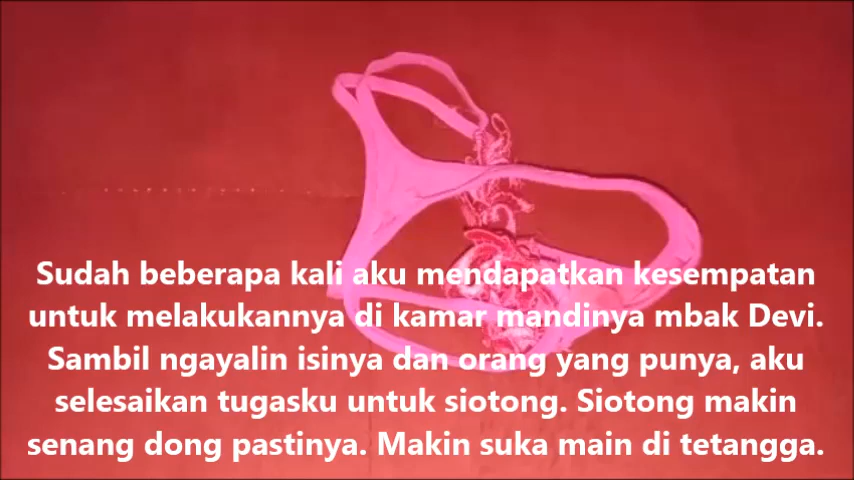 Sudah beberapa kali aku mendapatkan kesempatan
untuk melakukannya di kamar mandinya mbak Devi.
Sambil ngayalin isinya dan orang yang punya, aku
selesaikan tugasku untuk siotong. Siotong makin
senang dong pastinya. Makin suka main di tetangga.